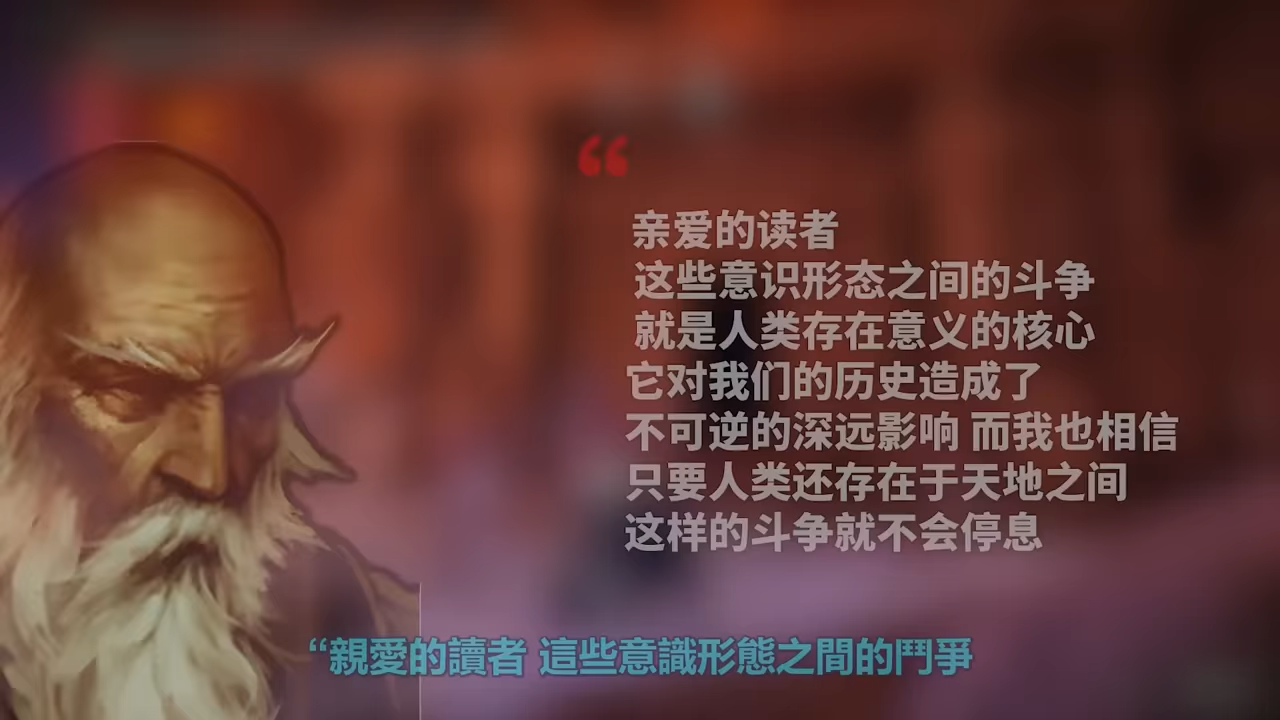 “
亲爱的读者
这些意识形态之间的斗争
就是人类存在意义的核心
它对我们的历史造成了
不可逆的深远影响 而我也相信
只要人类还存在于天地之间
这样的斗争就不会停息
“親愛的讀者 這些意識形態之間的鬥爭